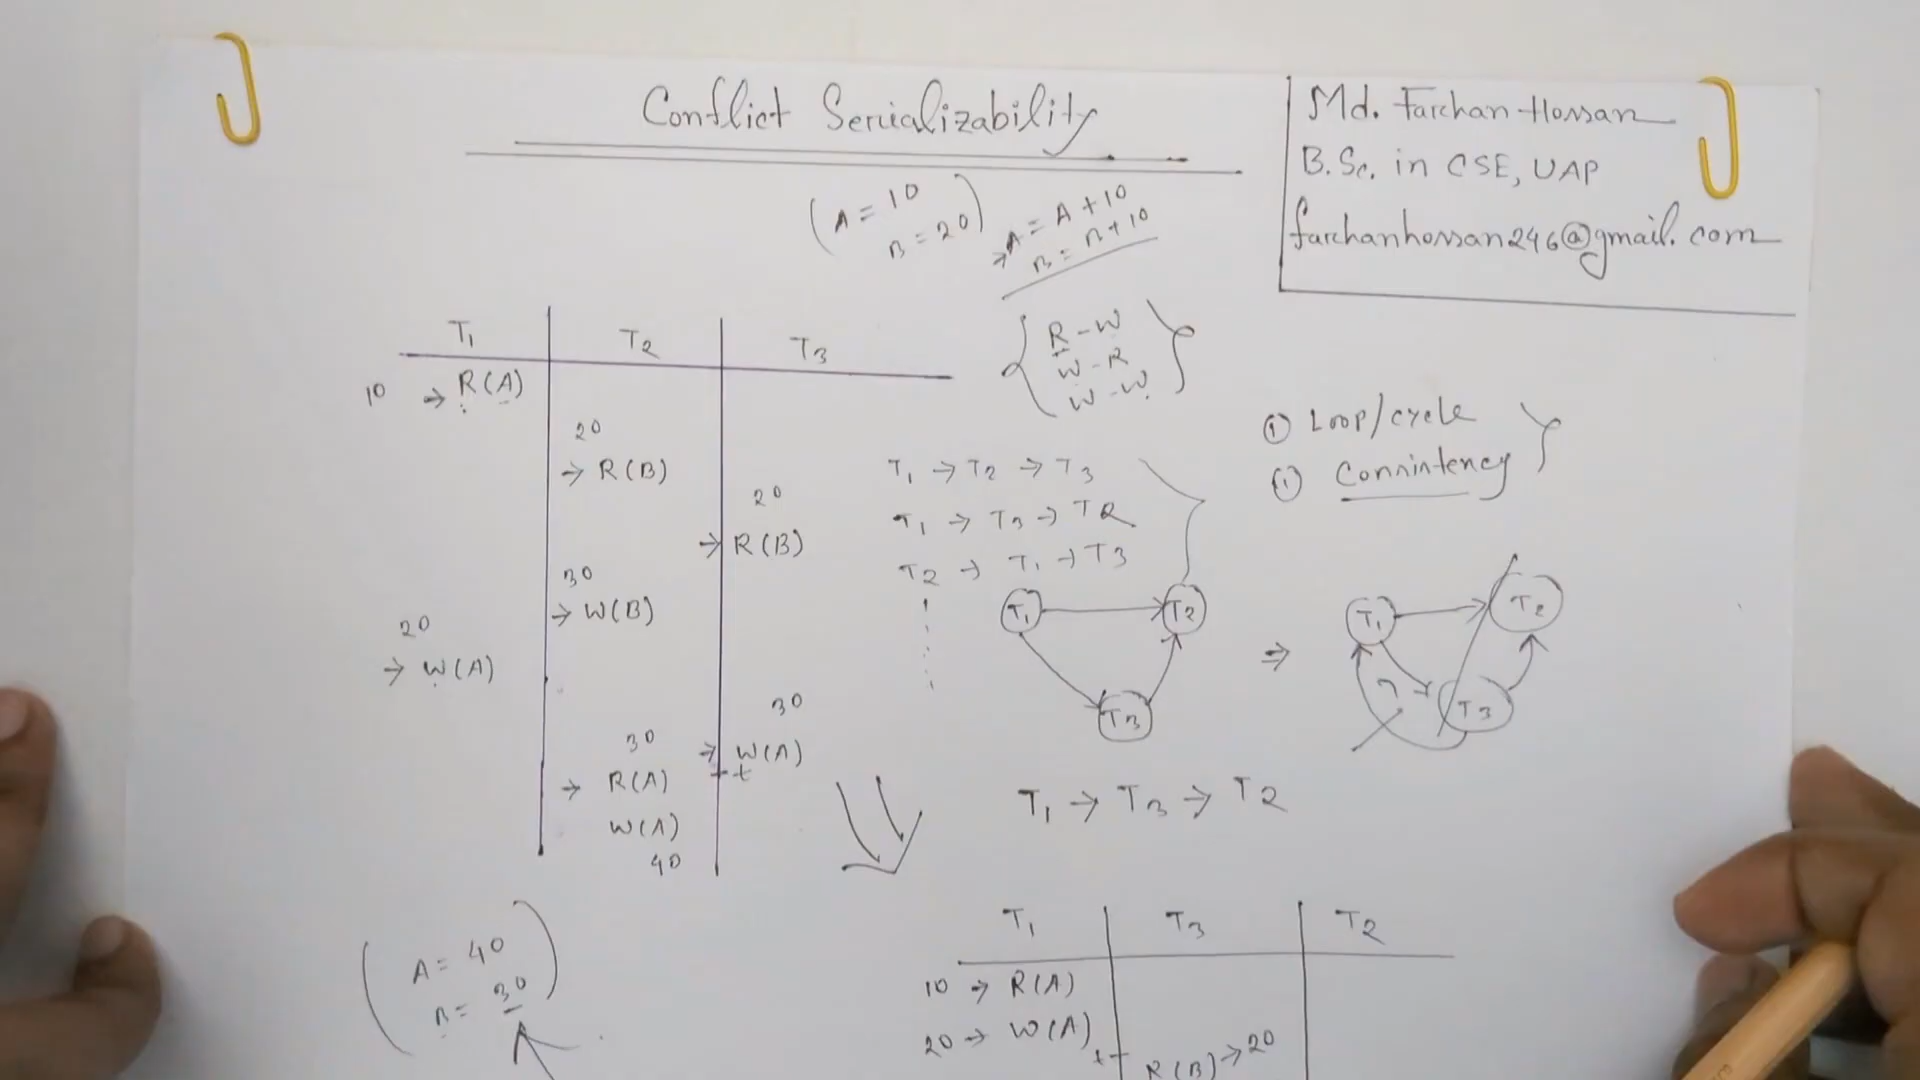 Conflict Serializability
Md. Farhan Hossan
B.Sc. in CSE, UAP
farhanhossan246@gmail.com
(A = 10
B = 20)
→ A = A + 10
B = B + 10
T1 T2 T3
10 → R(A)
20
→ R(B)
20
→ R(B)
30
→ W(B)
20
→ W(A)
30
→ W(A)
30
→ R(A)
W(A)
40
(A = 40
B = 30)
R - W
W - R
W - W
T1 → T2 → T3
T1 → T3 → T2
T2 → T1 → T3
① Loop/cycle
① Connintency
T1 T2
T3
⇒
T1 T2
T3
T1 → T3 → T2
T1 T3 T2
10 → R(A)
20 → W(A)
R(B) → 20